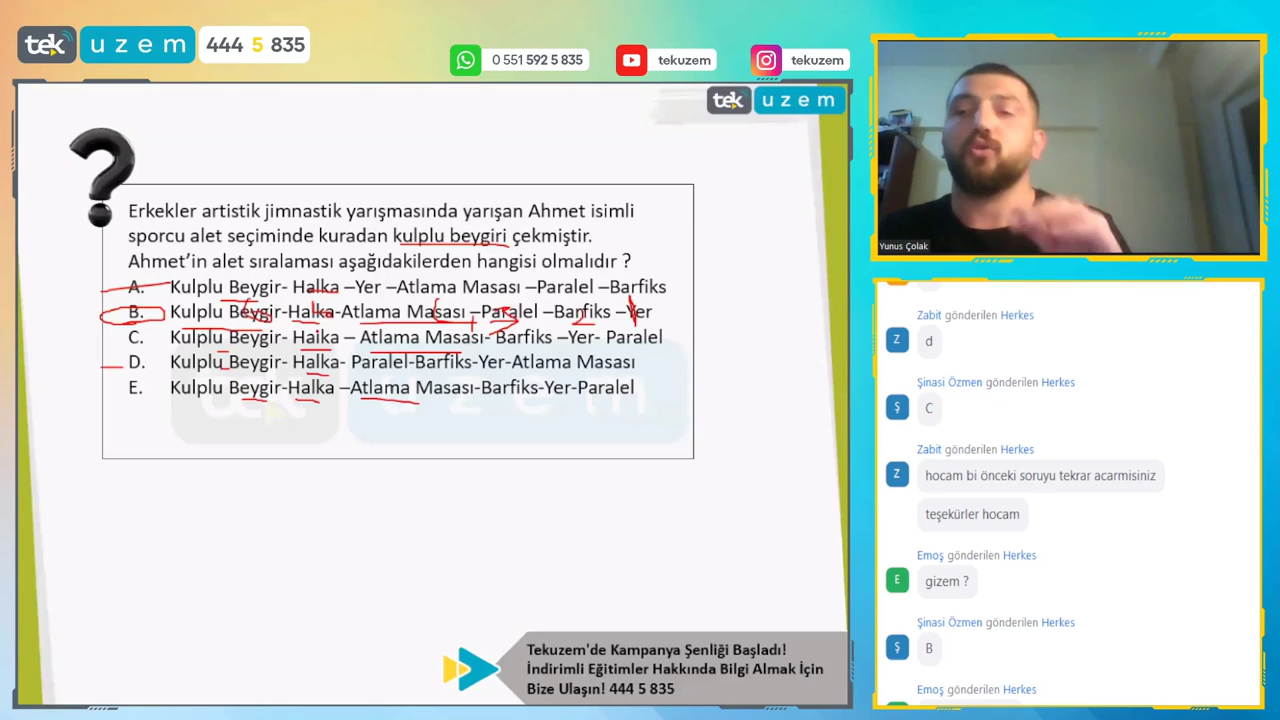 tek uzem 444 5 835
0 551 592 5 835
tekuzem
tekuzem
tek uzem
Erkekler artistik jimnastik yarışmasında yarışan Ahmet isimli
sporcu alet seçiminde kuradan kulplu beygiri çekmiştir.
Ahmet'in alet sıralaması aşağıdakilerden hangisi olmalıdır ?
A. Kulplu Beygir- Halka –Yer –Atlama Masası –Paralel –Barfiks
B. Kulplu Beygir-Halka-Atlama Masası –Paralel –Barfiks –Yer
C. Kulplu Beygir- Halka – Atlama Masası- Barfiks –Yer- Paralel
D. Kulplu Beygir- Halka- Paralel-Barfiks-Yer-Atlama Masası
E. Kulplu Beygir-Halka –Atlama Masası-Barfiks-Yer-Paralel
Tekuzem'de Kampanya Şenliği Başladı!
İndirimli Eğitimler Hakkında Bilgi Almak İçin
Bize Ulaşın! 444 5 835
Yunus Çolak
Zabit gönderilen Herkes
Z
d
Şinasi Özmen gönderilen Herkes
Ş
C
Zabit gönderilen Herkes
Z
hocam bi önceki soruyu tekrar acarmisiniz
teşekürler hocam
Emoş gönderilen Herkes
E
gizem ?
Şinasi Özmen gönderilen Herkes
Ş
B
Emoş gönderilen Herkes